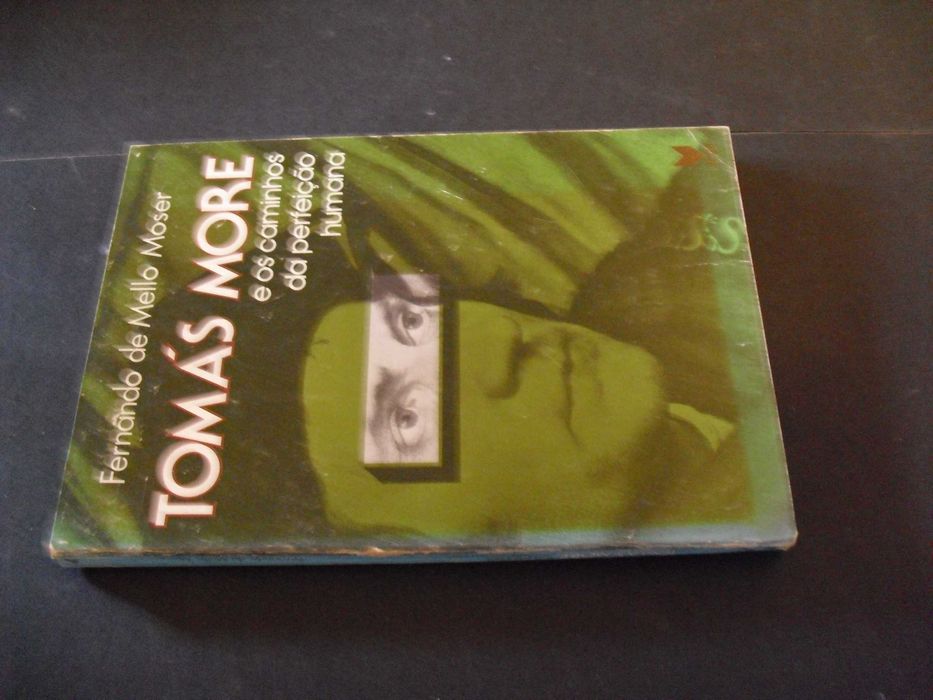 Fernando de Mello Moser
TOMÁS MORE
e os caminhos
da perfeição
humana